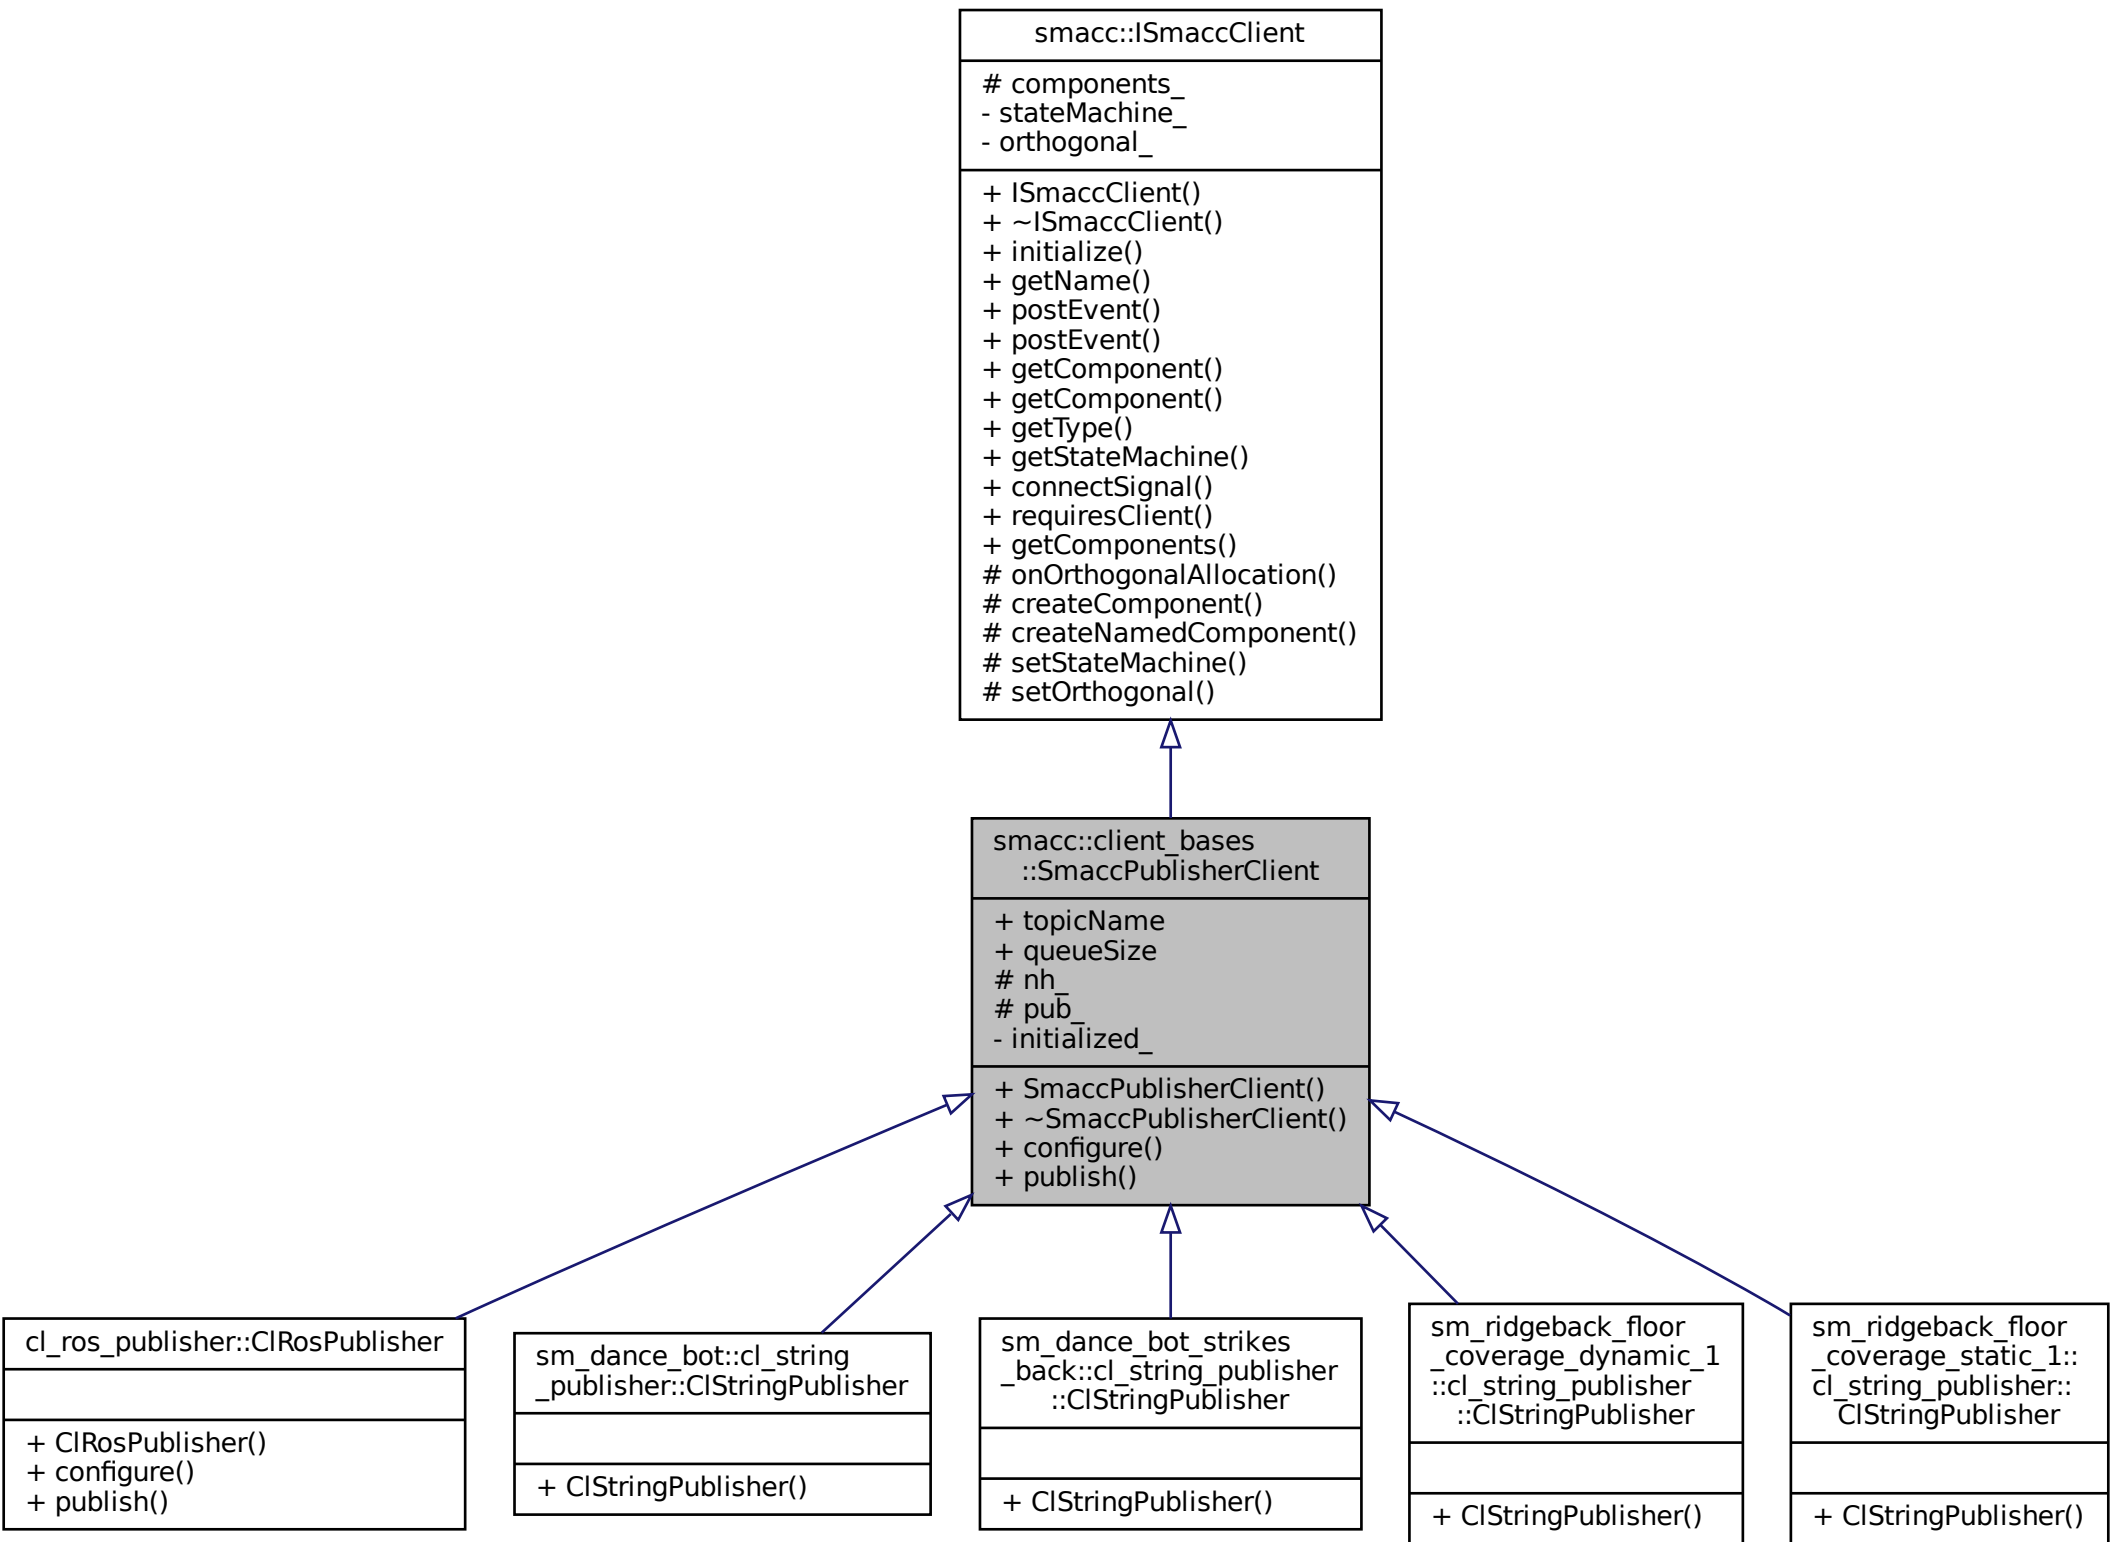 smacc::ISmaccClient
# components_
- stateMachine_
- orthogonal_
+ ISmaccClient()
+ ~ISmaccClient()
+ initialize()
+ getName()
+ postEvent()
+ postEvent()
+ getComponent()
+ getComponent()
+ getType()
+ getStateMachine()
+ connectSignal()
+ requiresClient()
+ getComponents()
# onOrthogonalAllocation()
# createComponent()
# createNamedComponent()
# setStateMachine()
# setOrthogonal()
smacc::client_bases
::SmaccPublisherClient
+ topicName
+ queueSize
# nh_
# pub_
- initialized_
+ SmaccPublisherClient()
+ ~SmaccPublisherClient()
+ configure()
+ publish()
cl_ros_publisher::ClRosPublisher
+ ClRosPublisher()
+ configure()
+ publish()
sm_dance_bot::cl_string
_publisher::ClStringPublisher
+ ClStringPublisher()
sm_dance_bot_strikes
_back::cl_string_publisher
::ClStringPublisher
+ ClStringPublisher()
sm_ridgeback_floor
_coverage_dynamic_1
::cl_string_publisher
::ClStringPublisher
+ ClStringPublisher()
sm_ridgeback_floor
_coverage_static_1::
cl_string_publisher::
ClStringPublisher
+ ClStringPublisher()